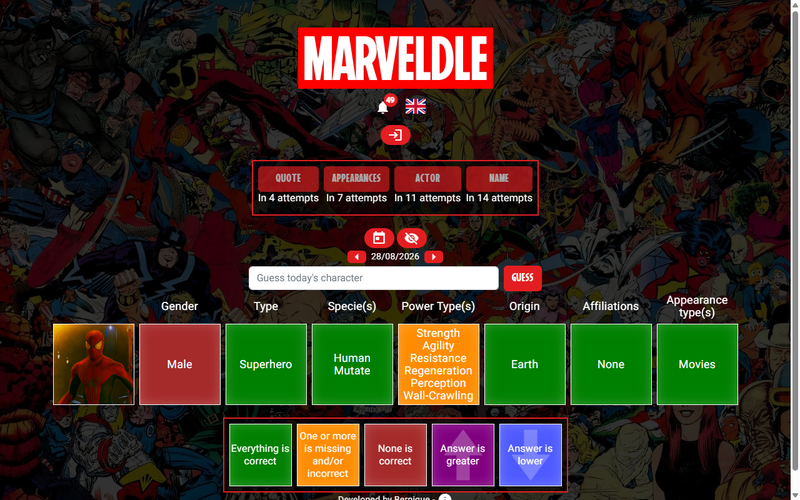 MARVELDLE
49
QUOTE APPEARANCES ACTOR NAME
In 4 attempts In 7 attempts In 11 attempts In 14 attempts
28/08/2026
Guess today's character GUESS
Gender Type Specie(s) Power Type(s) Origin Affiliations Appearance
type(s)
Male
Superhero
Human
Mutate
Strength
Agility
Resistance
Regeneration
Perception
Wall-Crawling
Earth
None
Movies
Everything is
correct
One or more
is missing
and/or
incorrect
None is
correct
Answer is
greater
Answer is
lower
Developed by Bernique -